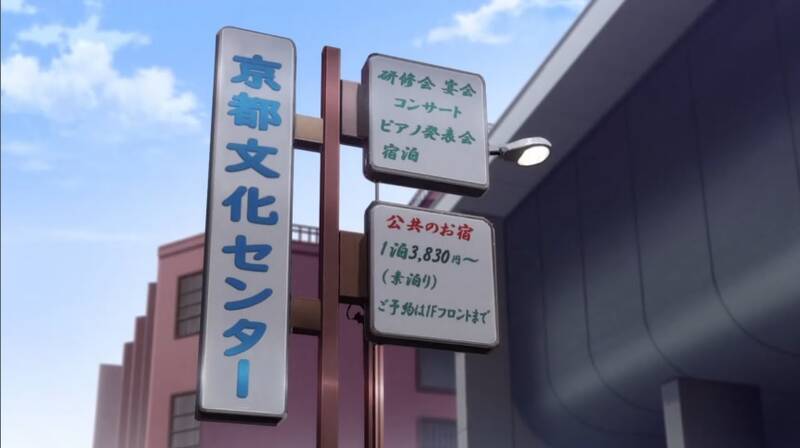 京都文化センター
研修会 宴会
コンサート
ピアノ発表会
宿泊
公共のお宿
1泊3,830円～
(素泊り)
ご予約は1Fフロントまで